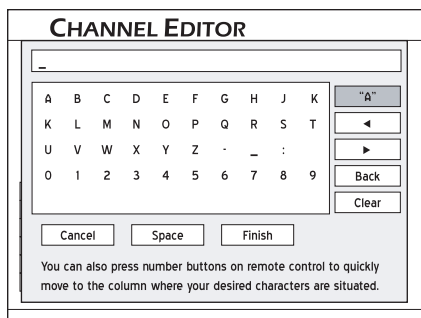 CHANNEL EDITOR
_
A B C D E F G H J K "A"
K L M N O P Q R S T ◄
U V W X Y Z - _ : ►
0 1 2 3 4 5 6 7 8 9 Back
Clear
Cancel Space Finish
You can also press number buttons on remote control to quickly
move to the column where your desired characters are situated.